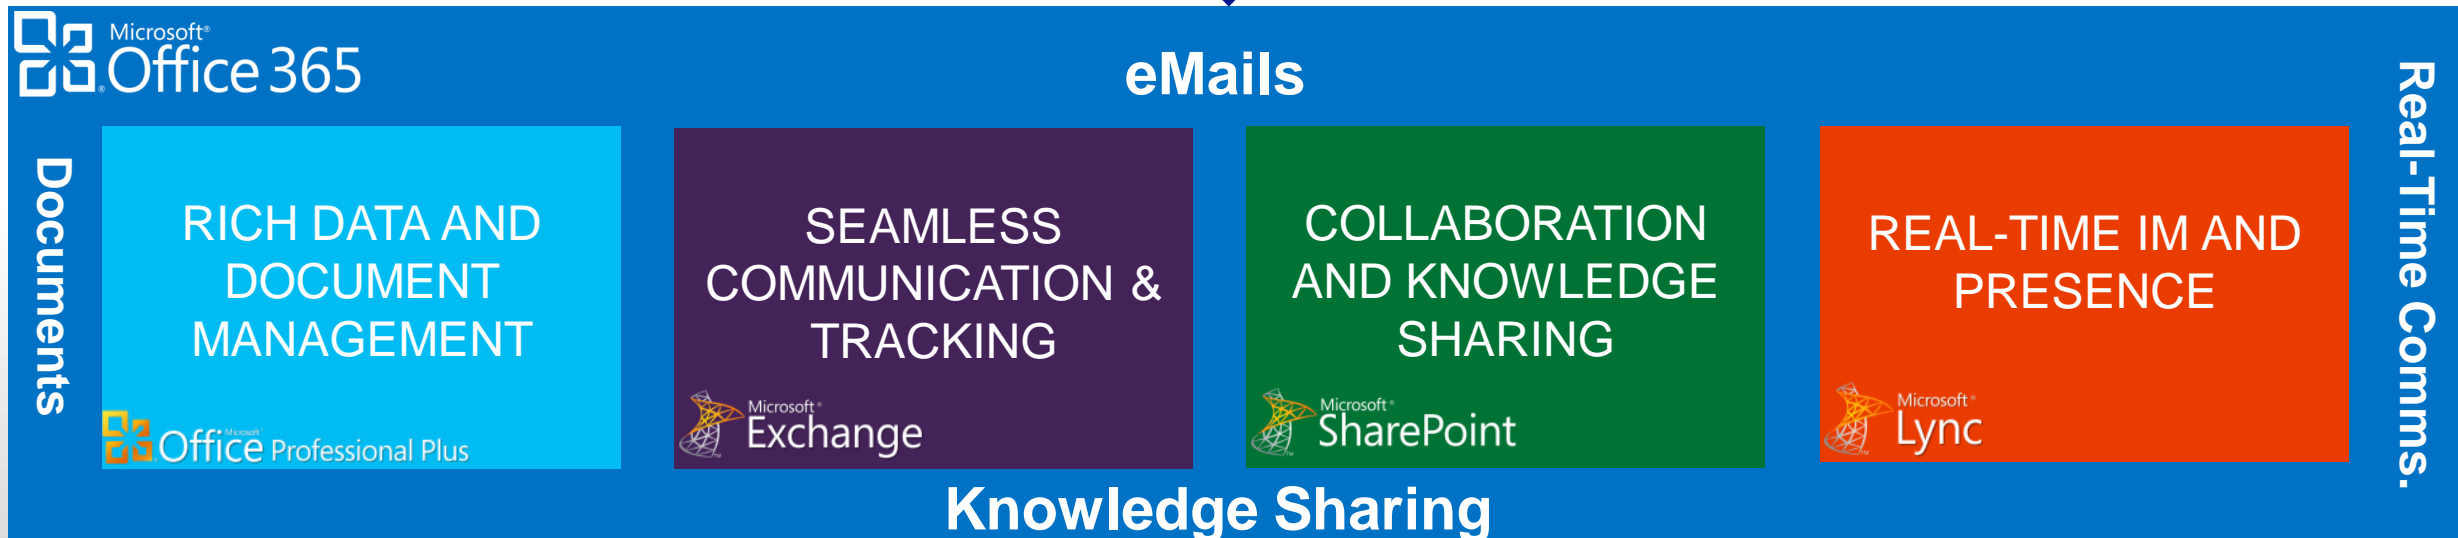 Microsoft®
Office 365
eMails
Documents
RICH DATA AND
DOCUMENT
MANAGEMENT
Microsoft
Office Professional Plus
SEAMLESS
COMMUNICATION &
TRACKING
Microsoft®
Exchange
COLLABORATION
AND KNOWLEDGE
SHARING
Microsoft®
SharePoint
REAL-TIME IM AND
PRESENCE
Microsoft®
Lync
Real-Time Comms.
Knowledge Sharing